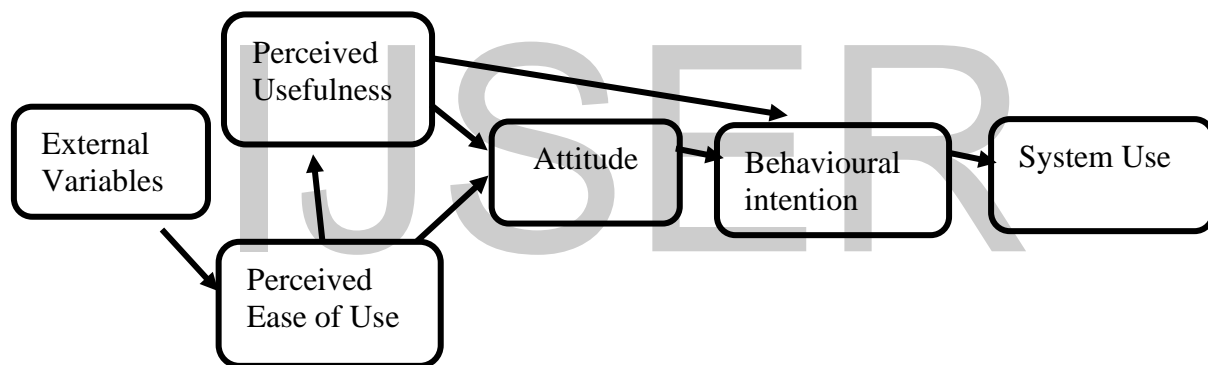 Perceived
Usefulness
External
Variables
Attitude
Behavioural
intention
System Use
Perceived
Ease of Use
IJSER